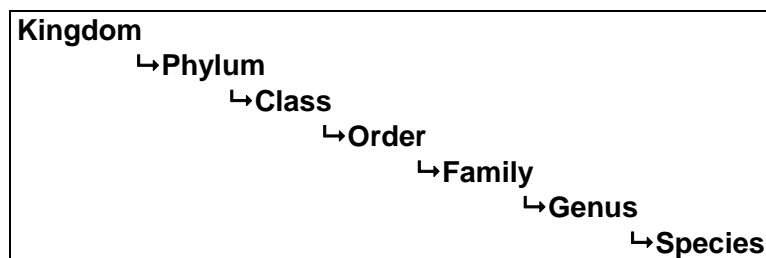 Kingdom
↳Phylum
↳Class
↳Order
↳Family
↳Genus
↳Species